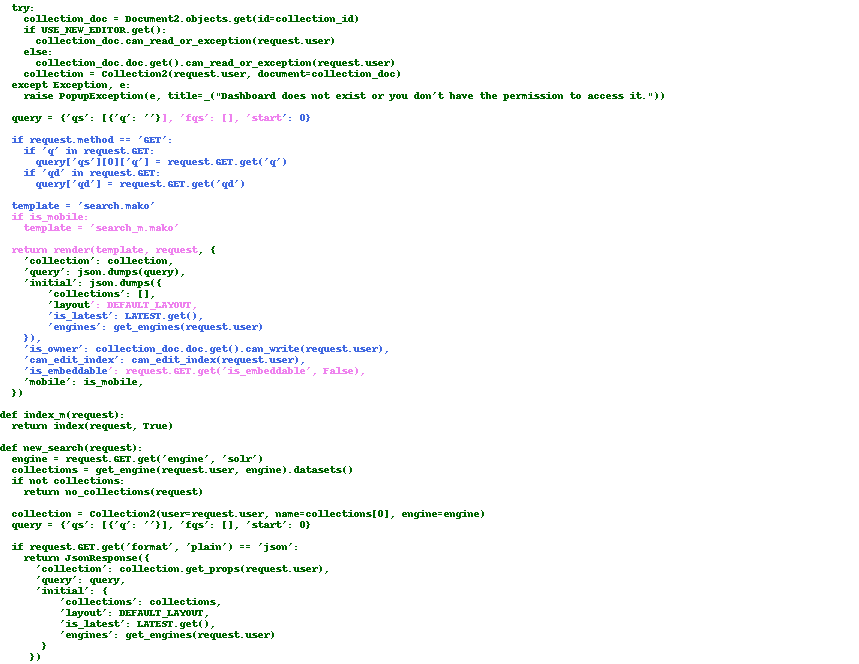 try:
collection_doc = Document2.objects.get(id=collection_id)
if USE_NEW_EDITOR.get():
collection_doc.can_read_or_exception(request.user)
else:
collection_doc.doc.get().can_read_or_exception(request.user)
collection = Collection2(request.user, document=collection_doc)
except Exception, e:
raise PopupException(e, title=_("Dashboard does not exist or you don't have the permission to access it."))
query = {'qs': [{'q': ''}], 'fqs': [], 'start': 0}
if request.method == 'GET':
if 'q' in request.GET:
query['qs'][0]['q'] = request.GET.get('q')
if 'qd' in request.GET:
query['qd'] = request.GET.get('qd')
template = 'search.mako'
if is_mobile:
template = 'search_m.mako'
return render(template, request, {
'collection': collection,
'query': json.dumps(query),
'initial': json.dumps({
'collections': [],
'layout': DEFAULT_LAYOUT,
'is_latest': LATEST.get(),
'engines': get_engines(request.user)
}),
'is_owner': collection_doc.doc.get().can_write(request.user),
'can_edit_index': can_edit_index(request.user),
'is_embeddable': request.GET.get('is_embeddable', False),
'mobile': is_mobile,
})
def index_m(request):
return index(request, True)
def new_search(request):
engine = request.GET.get('engine', 'solr')
collections = get_engine(request.user, engine).datasets()
if not collections:
return no_collections(request)
collection = Collection2(user=request.user, name=collections[0], engine=engine)
query = {'qs': [{'q': ''}], 'fqs': [], 'start': 0}
if request.GET.get('format', 'plain') == 'json':
return JsonResponse({
'collection': collection.get_props(request.user),
'query': query,
'initial': {
'collections': collections,
'layout': DEFAULT_LAYOUT,
'is_latest': LATEST.get(),
'engines': get_engines(request.user)
}
})